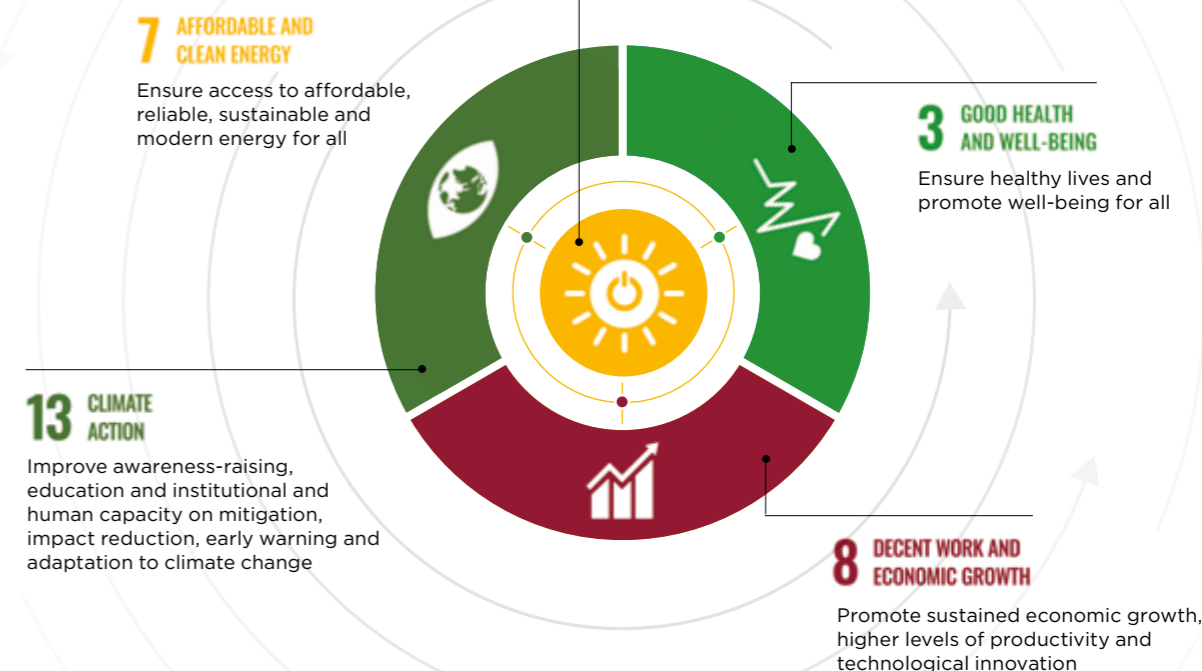 7 AFFORDABLE AND
CLEAN ENERGY
Ensure access to affordable,
reliable, sustainable and
modern energy for all
3 GOOD HEALTH
AND WELL-BEING
Ensure healthy lives and
promote well-being for all
13 CLIMATE
ACTION
Improve awareness-raising,
education and institutional and
human capacity on mitigation,
impact reduction, early warning and
adaptation to climate change
8 DECENT WORK AND
ECONOMIC GROWTH
Promote sustained economic growth,
higher levels of productivity and
technological innovation